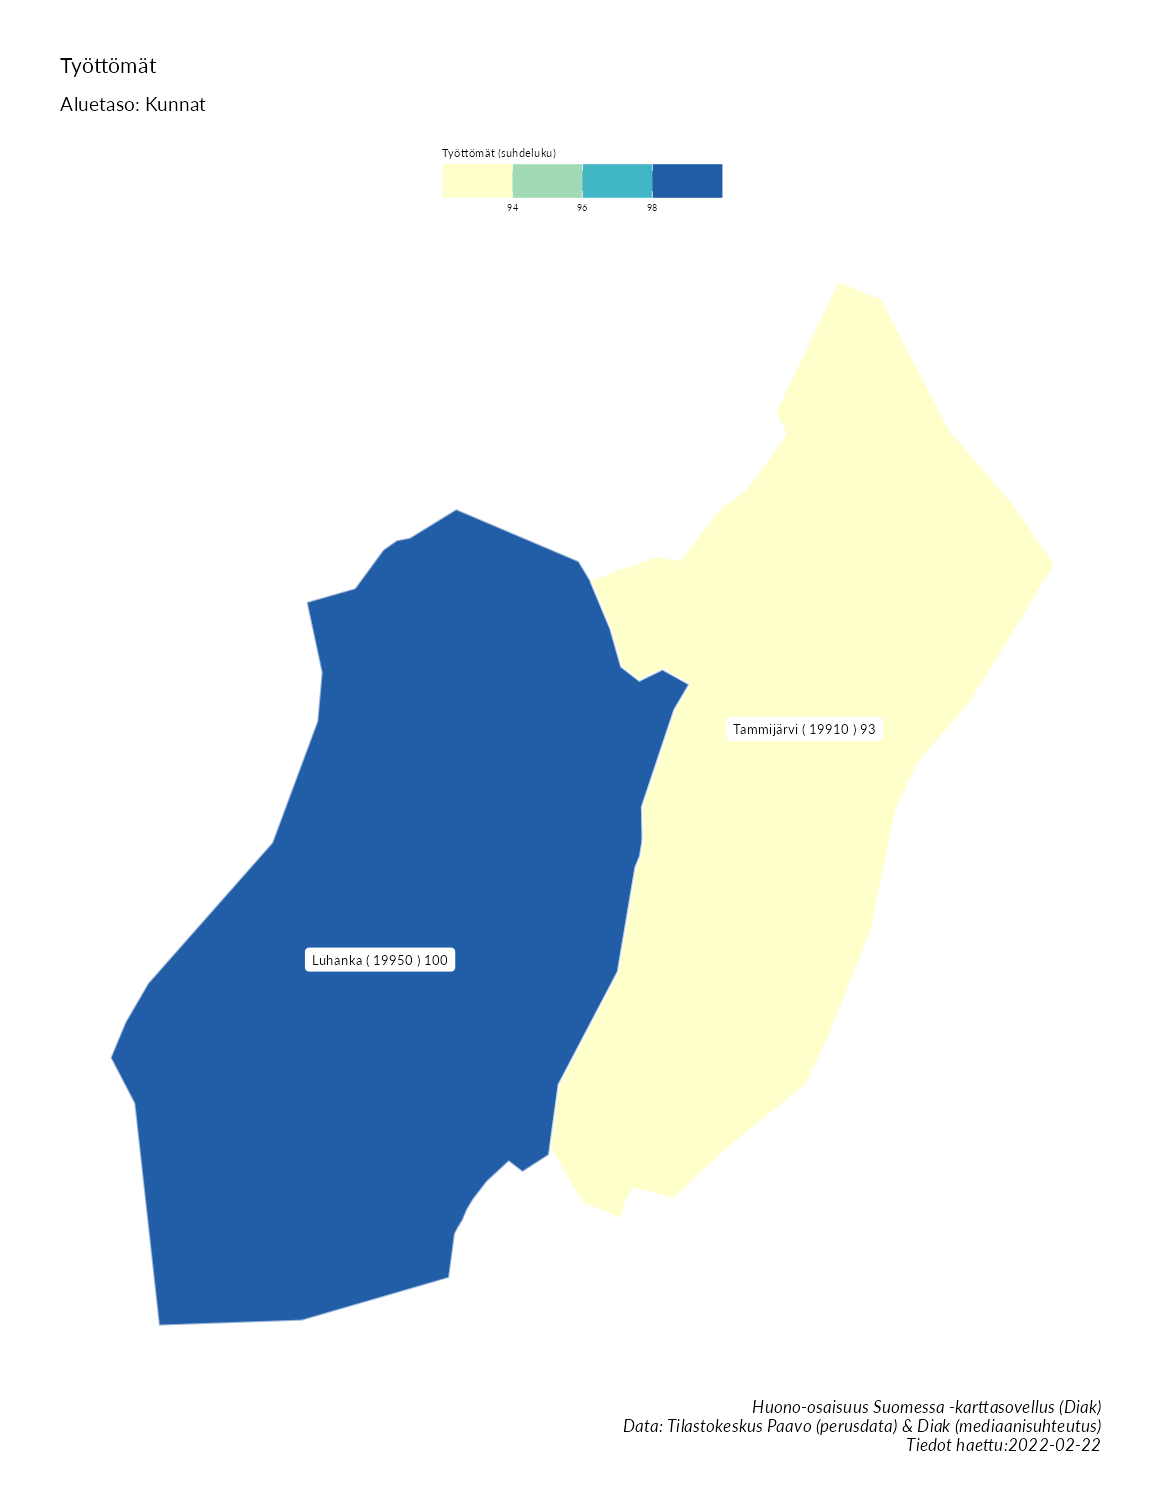 Työttömät
Aluetaso: Kunnat
Työttömät (suhdeluku)
94 96 98
Tammijärvi ( 19910 ) 93
Luhanka ( 19950 ) 100
Huono-osaisuus Suomessa -karttasovellus (Diak)
Data: Tilastokeskus Paavo (perusdata) & Diak (mediaanisuhteutus)
Tiedot haettu:2022-02-22